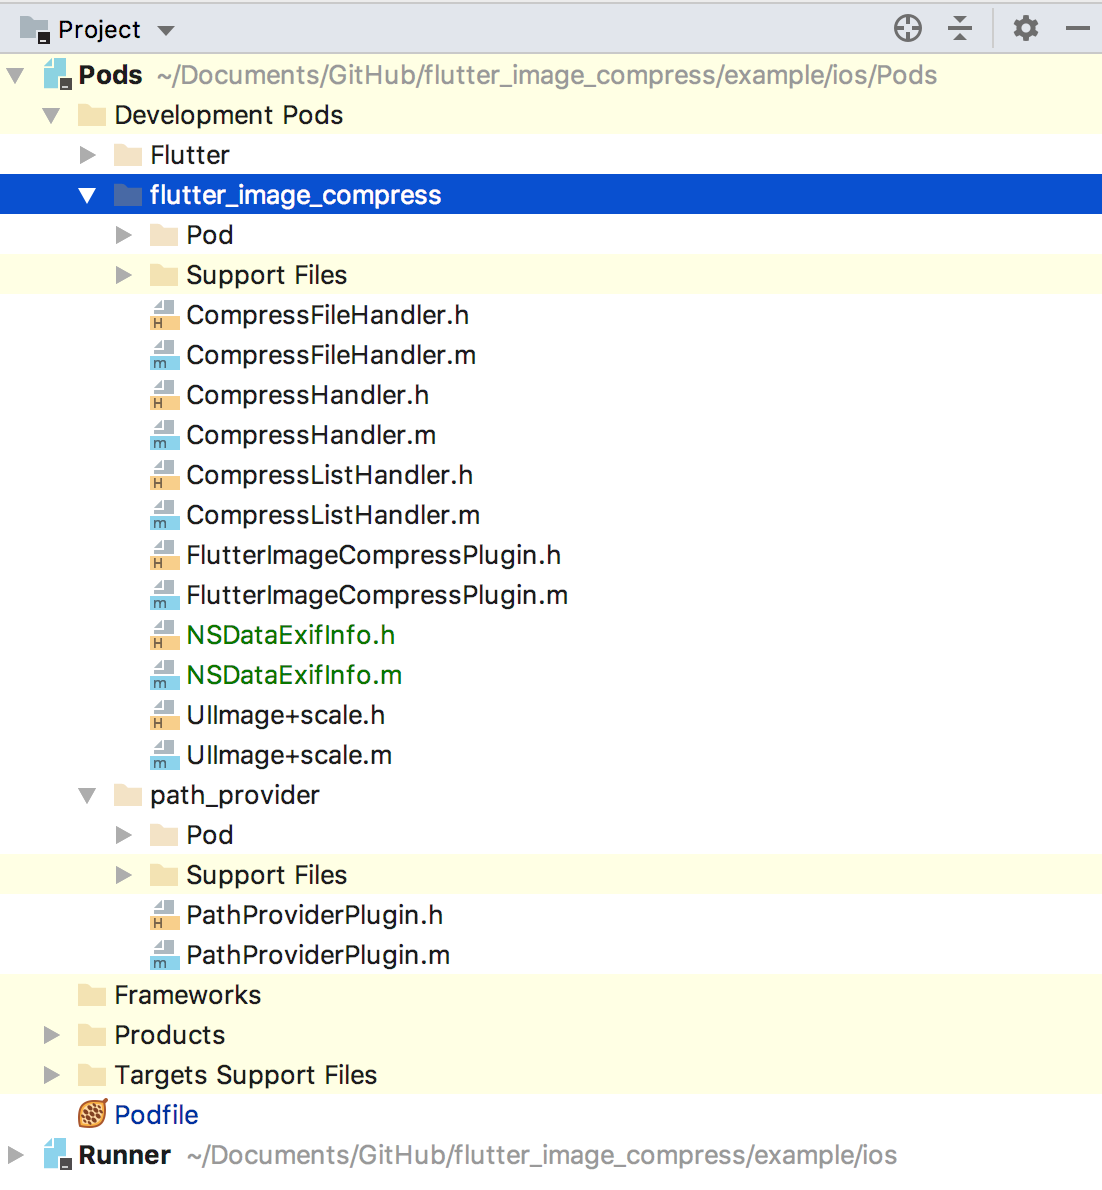 Project
Pods ~/Documents/GitHub/flutter_image_compress/example/ios/Pods
Development Pods
Flutter
flutter_image_compress
Pod
Support Files
H CompressFileHandler.h
m CompressFileHandler.m
H CompressHandler.h
m CompressHandler.m
H CompressListHandler.h
m CompressListHandler.m
H FlutterImageCompressPlugin.h
m FlutterImageCompressPlugin.m
H NSDataExifInfo.h
m NSDataExifInfo.m
H UIImage+scale.h
m UIImage+scale.m
path_provider
Pod
Support Files
H PathProviderPlugin.h
m PathProviderPlugin.m
Frameworks
Products
Targets Support Files
Podfile
Runner ~/Documents/GitHub/flutter_image_compress/example/ios